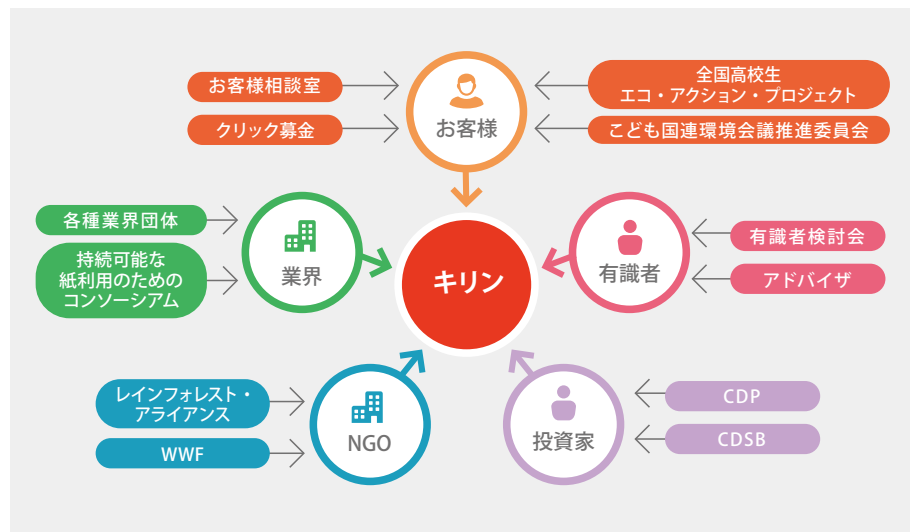 お客様相談室
クリック募金
お客様
全国高校生
エコ・アクション・プロジェクト
こども国連環境会議推進委員会
各種業界団体
持続可能な
紙利用のための
コンソーシアム
業界
キリン
有識者
有識者検討会
アドバイザ
レインフォレスト・
アライアンス
WWF
NGO
投資家
CDP
CDSB